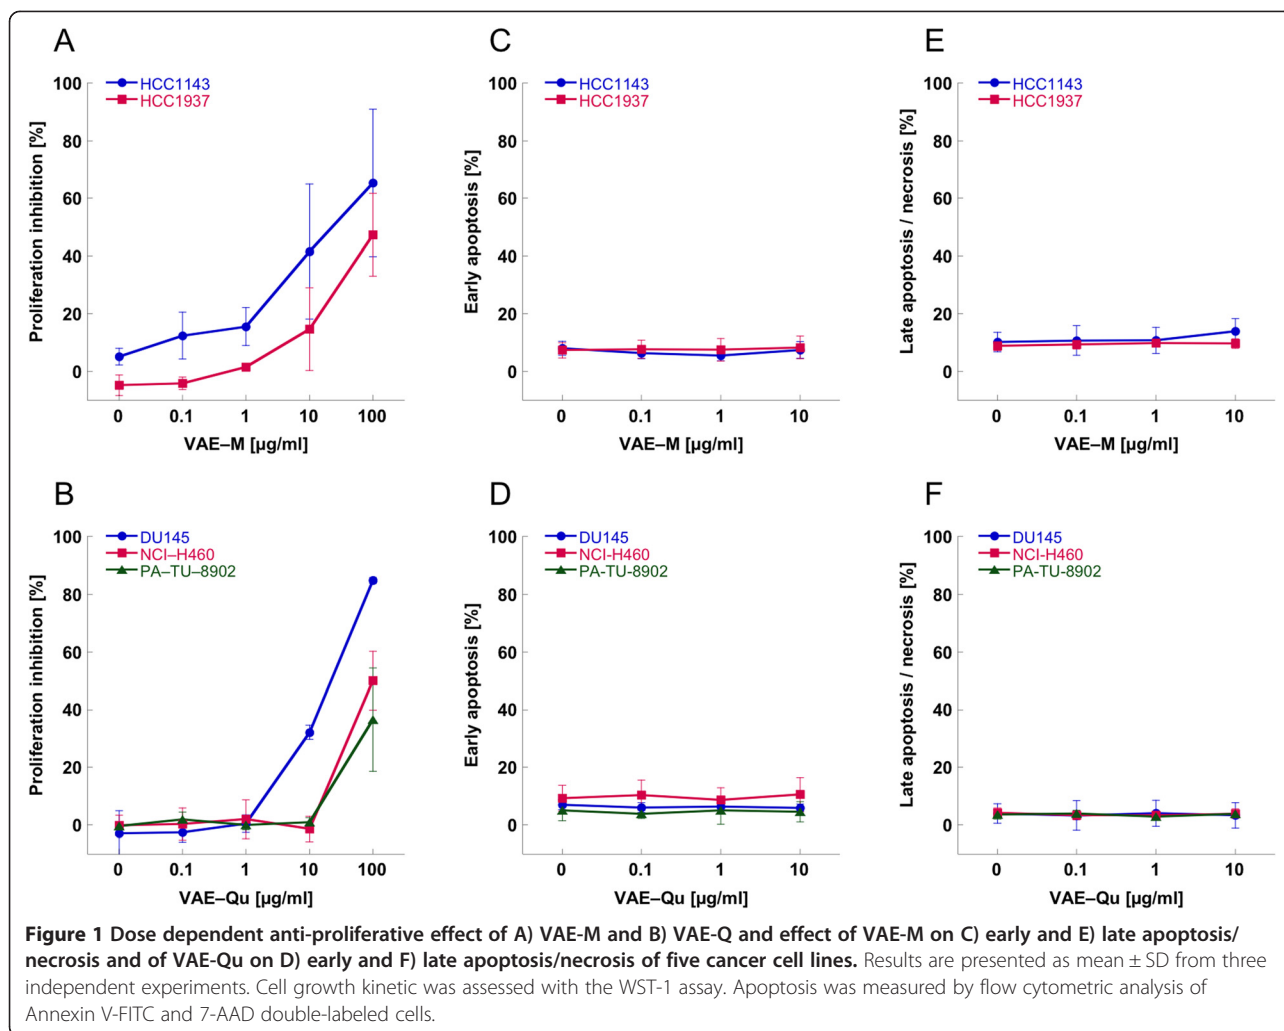 A
100
80
60
40
20
0
Proliferation inhibition [%]
HCC1143
HCC1937
0 0.1 1 10 100
VAE–M [µg/ml]
C
100
80
60
40
20
0
Early apoptosis [%]
HCC1143
HCC1937
0 0.1 1 10
VAE–M [µg/ml]
E
100
80
60
40
20
0
Late apoptosis / necrosis [%]
HCC1143
HCC1937
0 0.1 1 10
VAE–M [µg/ml]
B
100
80
60
40
20
0
Proliferation inhibition [%]
DU145
NCI–H460
PA–TU–8902
0 0.1 1 10 100
VAE–Qu [µg/ml]
D
100
80
60
40
20
0
Early apoptosis [%]
DU145
NCI-H460
PA-TU-8902
0 0.1 1 10
VAE–Qu [µg/ml]
F
100
80
60
40
20
0
Late apoptosis / necrosis [%]
DU145
NCI-H460
PA-TU-8902
0 0.1 1 10
VAE–Qu [µg/ml]
Figure 1 Dose dependent anti-proliferative effect of A) VAE-M and B) VAE-Q and effect of VAE-M on C) early and E) late apoptosis/
necrosis and of VAE-Qu on D) early and F) late apoptosis/necrosis of five cancer cell lines. Results are presented as mean ± SD from three
independent experiments. Cell growth kinetic was assessed with the WST-1 assay. Apoptosis was measured by flow cytometric analysis of
Annexin V-FITC and 7-AAD double-labeled cells.